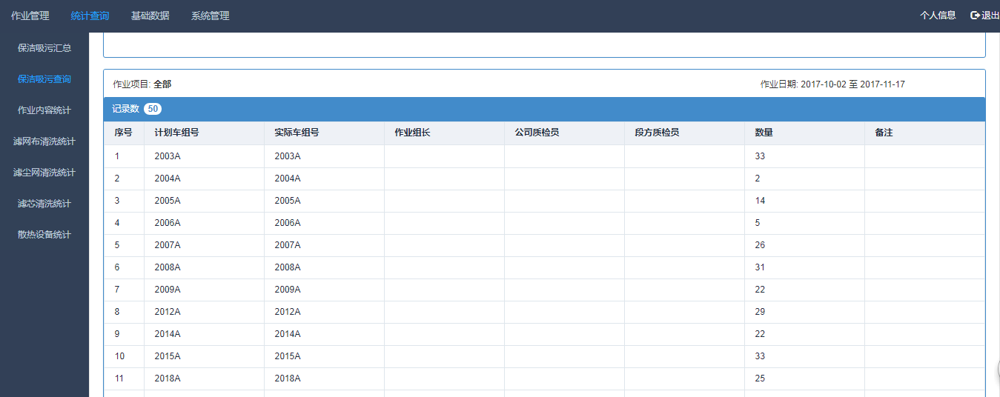 作业管理 统计查询 基础数据 系统管理 个人信息 退出
保洁吸污汇总
保洁吸污查询
作业内容统计
滤网布清洗统计
滤尘网清洗统计
滤芯清洗统计
散热设备统计
作业项目: 全部 作业日期: 2017-10-02 至 2017-11-17
记录数 50
序号 计划车组号 实际车组号 作业组长 公司质检员 段方质检员 数量 备注
1 2003A 2003A 33
2 2004A 2004A 2
3 2005A 2005A 14
4 2006A 2006A 5
5 2007A 2007A 26
6 2008A 2008A 31
7 2009A 2009A 22
8 2012A 2012A 29
9 2014A 2014A 22
10 2015A 2015A 33
11 2018A 2018A 25